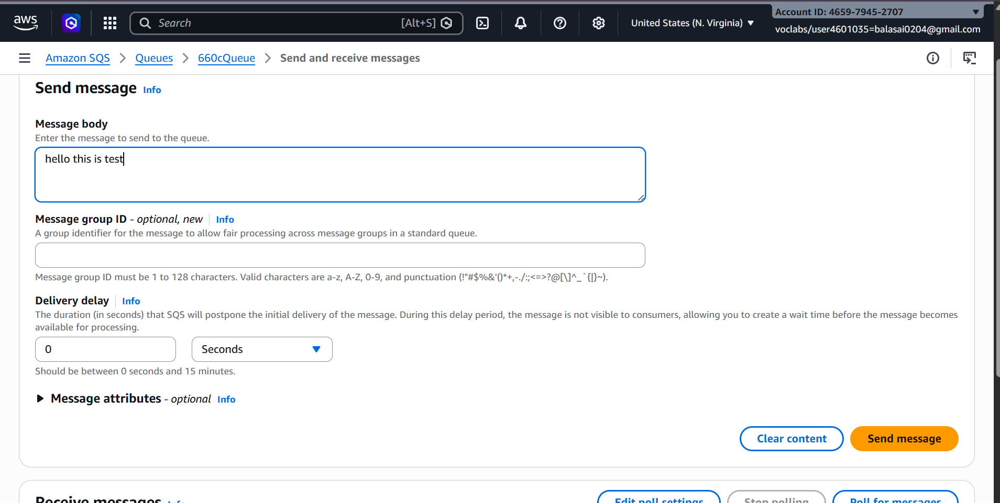 aws
Search [Alt+S]
United States (N. Virginia)
Account ID: 4659-7945-2707
voclabs/user4601035=balasai0204@gmail.com
Amazon SQS > Queues > 660cQueue > Send and receive messages
Send message Info
Message body
Enter the message to send to the queue.
hello this is test
Message group ID - optional, new Info
A group identifier for the message to allow fair processing across message groups in a standard queue.
Message group ID must be 1 to 128 characters. Valid characters are a-z, A-Z, 0-9, and punctuation (!"#$%&'()*+,-./:;<=>?@[\]^_`{|}~).
Delivery delay Info
The duration (in seconds) that SQS will postpone the initial delivery of the message. During this delay period, the message is not visible to consumers, allowing you to create a wait time before the message becomes
available for processing.
0 Seconds
Should be between 0 seconds and 15 minutes.
Message attributes - optional Info
Clear content Send message
Receive messages Info Edit poll settings Stop polling Poll for messages